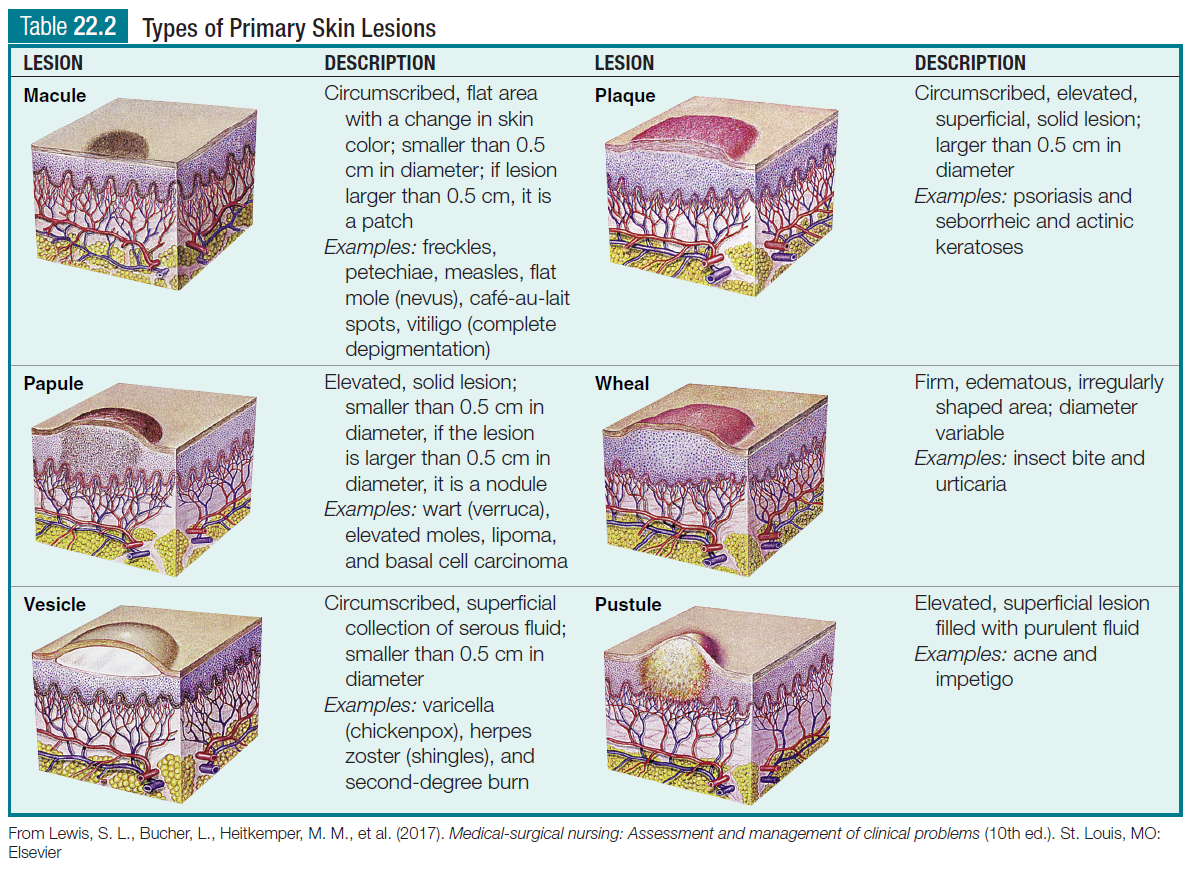 Table 22.2 Types of Primary Skin Lesions
LESION DESCRIPTION LESION DESCRIPTION
Macule
Circumscribed, flat area
with a change in skin
color; smaller than 0.5
cm in diameter; if lesion
larger than 0.5 cm, it is
a patch
Examples: freckles,
petechiae, measles, flat
mole (nevus), café-au-lait
spots, vitiligo (complete
depigmentation)
Plaque
Circumscribed, elevated,
superficial, solid lesion;
larger than 0.5 cm in
diameter
Examples: psoriasis and
seborrheic and actinic
keratoses
Papule
Elevated, solid lesion;
smaller than 0.5 cm in
diameter, if the lesion
is larger than 0.5 cm in
diameter, it is a nodule
Examples: wart (verruca),
elevated moles, lipoma,
and basal cell carcinoma
Wheal
Firm, edematous, irregularly
shaped area; diameter
variable
Examples: insect bite and
urticaria
Vesicle
Circumscribed, superficial
collection of serous fluid;
smaller than 0.5 cm in
diameter
Examples: varicella
(chickenpox), herpes
zoster (shingles), and
second-degree burn
Pustule
Elevated, superficial lesion
filled with purulent fluid
Examples: acne and
impetigo
From Lewis, S. L., Bucher, L., Heitkemper, M. M., et al. (2017). Medical-surgical nursing: Assessment and management of clinical problems (10th ed.). St. Louis, MO:
Elsevier